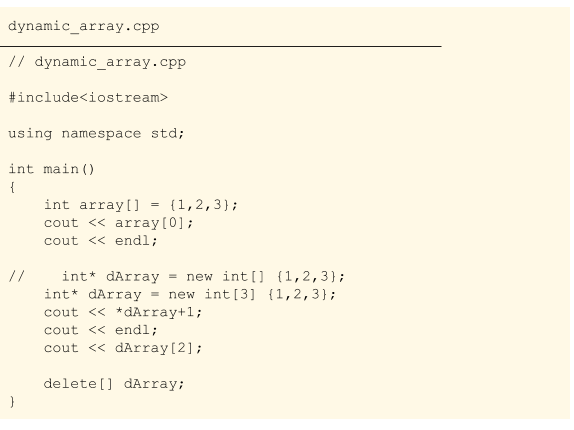 dynamic_array.cpp
// dynamic_array.cpp
#include<iostream>
using namespace std;
int main()
{
    int array[] = {1,2,3};
    cout << array[0];
    cout << endl;
//    int* dArray = new int[] {1,2,3};
    int* dArray = new int[3] {1,2,3};
    cout << *dArray+1;
    cout << endl;
    cout << dArray[2];
    delete[] dArray;
}